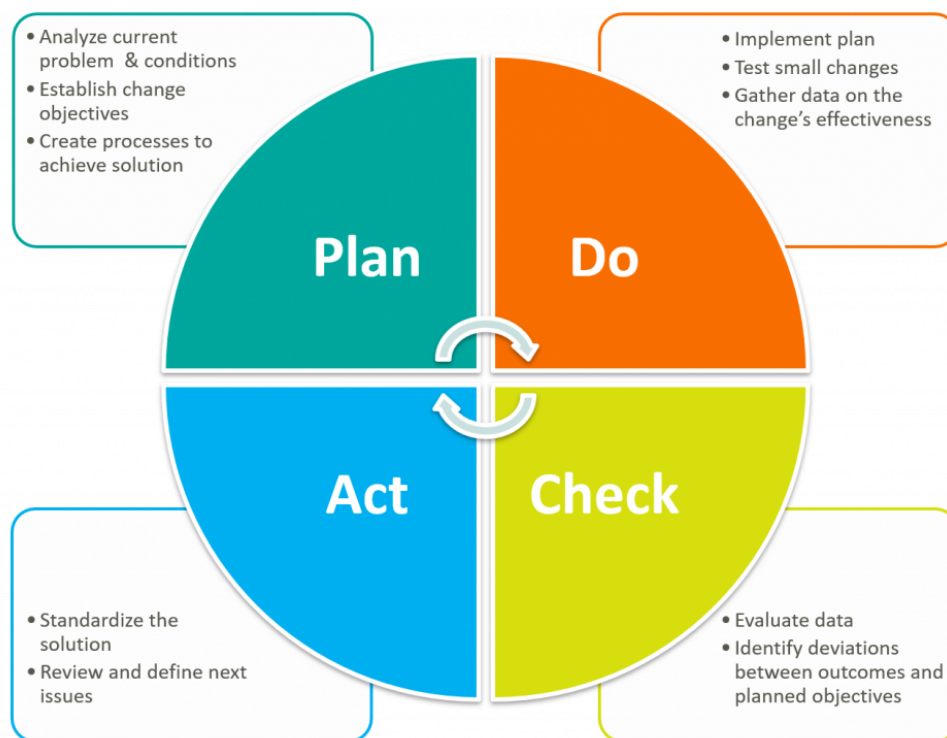 • Analyze current
problem & conditions
• Establish change
objectives
• Create processes to
achieve solution
• Implement plan
• Test small changes
• Gather data on the
change’s effectiveness
Plan
Do
Act
Check
• Standardize the
solution
• Review and define next
issues
• Evaluate data
• Identify deviations
between outcomes and
planned objectives